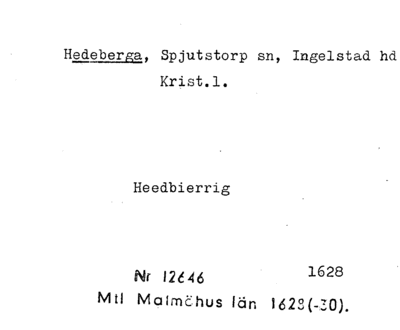 Hedeberga, Spjutstorp sn, Ingelstad hd
Krist.l.
Heedbierrig
Nr 12646 1628
Mtl Malmöhus län 1628(-30).